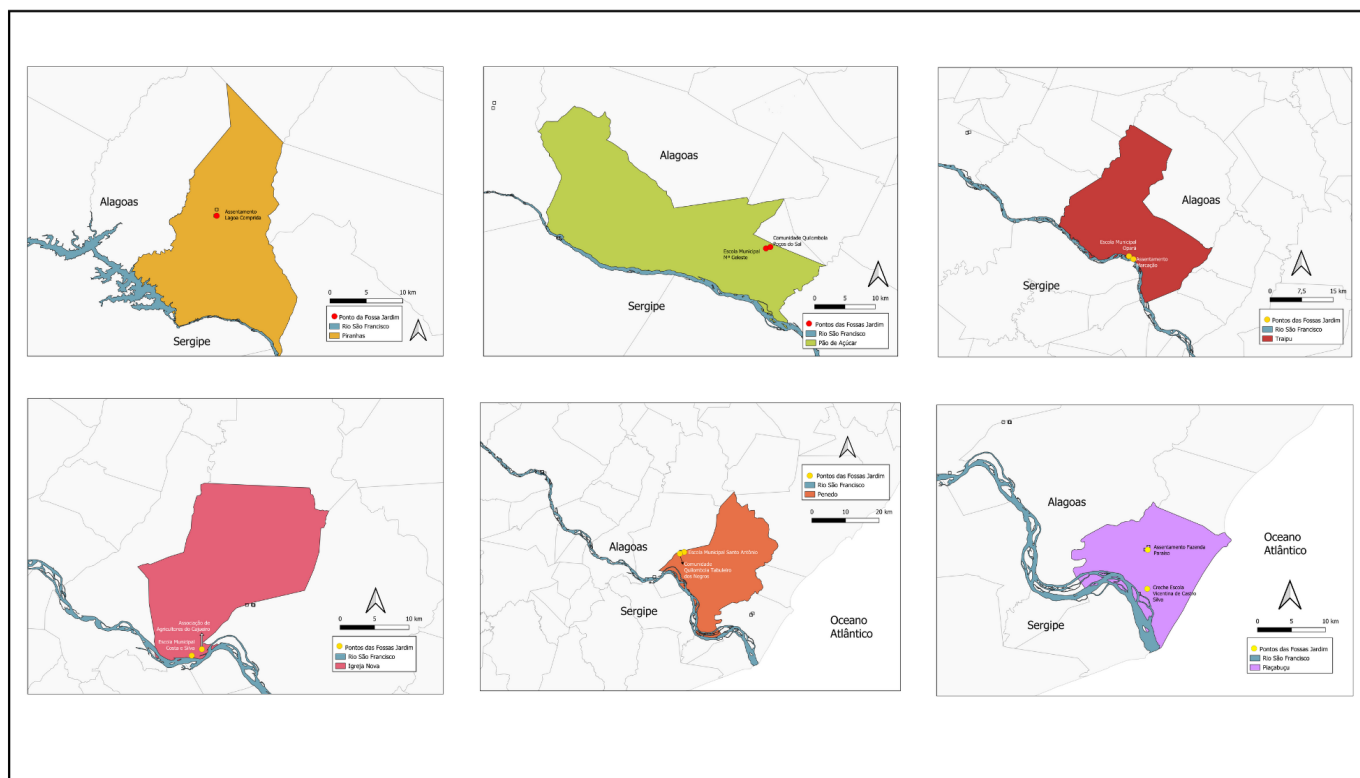 Alagoas
Assentamento
Lagoa Comprida
Sergipe
0 5 10 km
Ponto da Fossa Jardim
Rio São Francisco
Piranhas
Alagoas
Comunidade Quilombola
Poços do Sal
Escola Municipal
Mª Celeste
Sergipe
0 5 10 km
Pontos das Fossas Jardim
Rio São Francisco
Pão de Açúcar
Alagoas
Escola Municipal
Opará
Assentamento
Marcação
Sergipe
0 7,5 15 km
Pontos das Fossas Jardim
Rio São Francisco
Traipu
Associação de
Agricultores do Cajueiro
Escola Municipal
Costa e Silva
0 5 10 km
Pontos das Fossas Jardim
Rio São Francisco
Igreja Nova
Pontos das Fossas Jardim
Rio São Francisco
Penedo
0 10 20 km
Alagoas
Escola Municipal Santo Antônio
Comunidade
Quilombola Tabuleiro
dos Negros
Sergipe
Oceano
Atlântico
Alagoas
Oceano
Atlântico
Assentamento Fazenda
Paraíso
Creche Escola
Vicentina de Castro
Silva
Sergipe
0 5 10 km
Pontos das Fossas Jardim
Rio São Francisco
Piaçabuçu